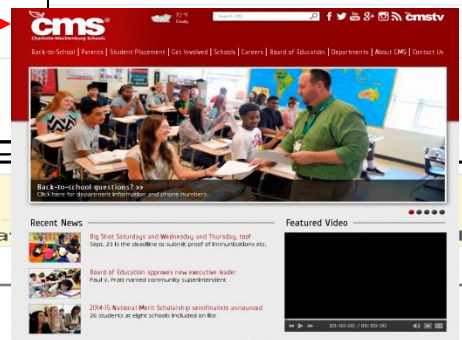 cms
Charlotte-Mecklenburg Schools
72 °F
Search CMS
cmstv
Back-to-School | Parents | Student Placement | Get Involved | Schools | Careers | Board of Education | Departments | About CMS | Contact Us
Back-to-school questions? >>
Click here for department information and phone numbers
Recent News
Featured Video
Big Shot Saturdays and Wednesday and Thursday, too!
Sept. 23 is the deadline to submit proof of immunizations etc.
Board of Education approves new executive leader
Paul V. Pratt named community superintendent
2014-15 National Merit Scholarship semifinalists announced
26 students at eight schools included on list
00:00:00 / 00:00:00